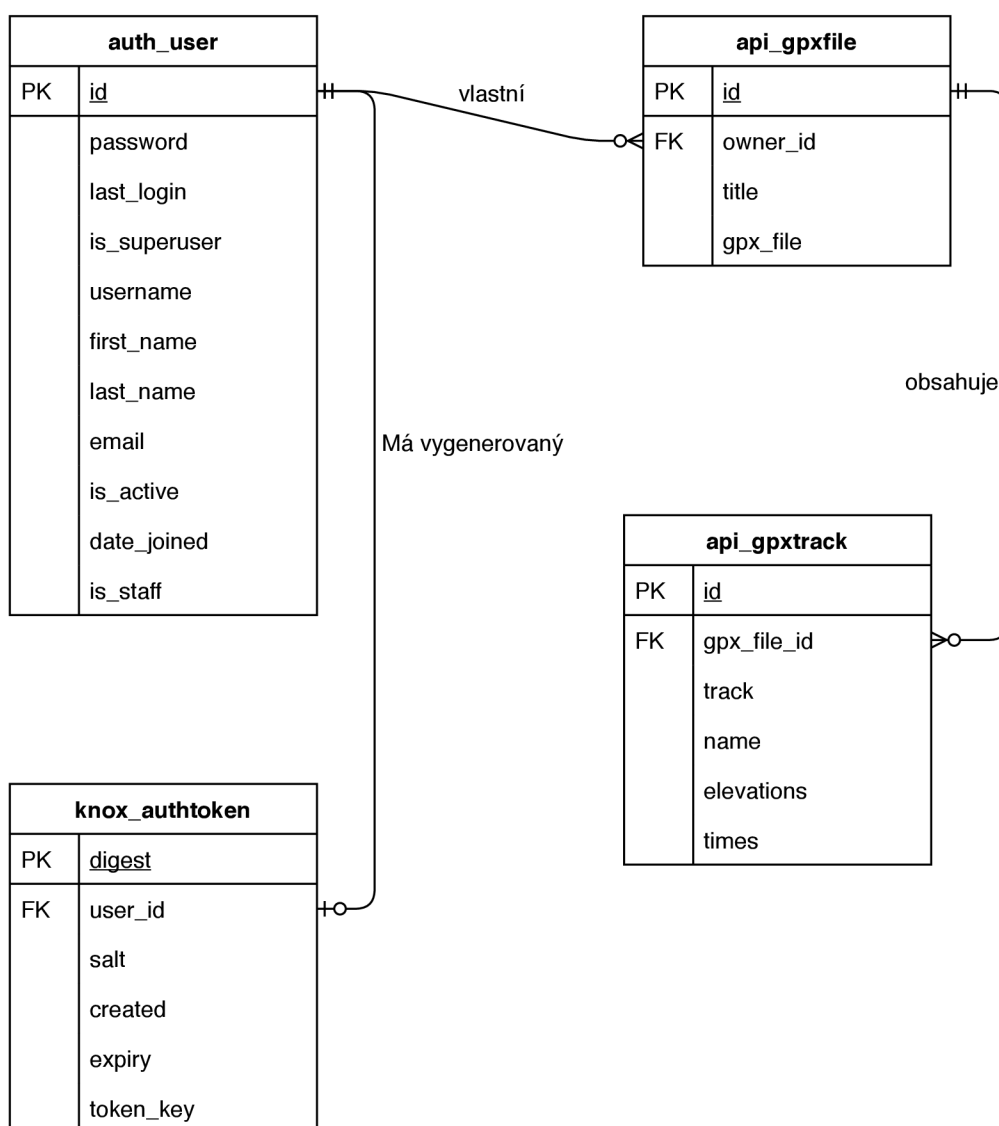 auth_user
PK id
password
last_login
is_superuser
username
first_name
last_name
email
is_active
date_joined
is_staff
vlastní
api_gpxfile
PK id
FK owner_id
title
gpx_file
obsahuje
Má vygenerovaný
api_gpxtrack
PK id
FK gpx_file_id
track
name
elevations
times
knox_authtoken
PK digest
FK user_id
salt
created
expiry
token_key